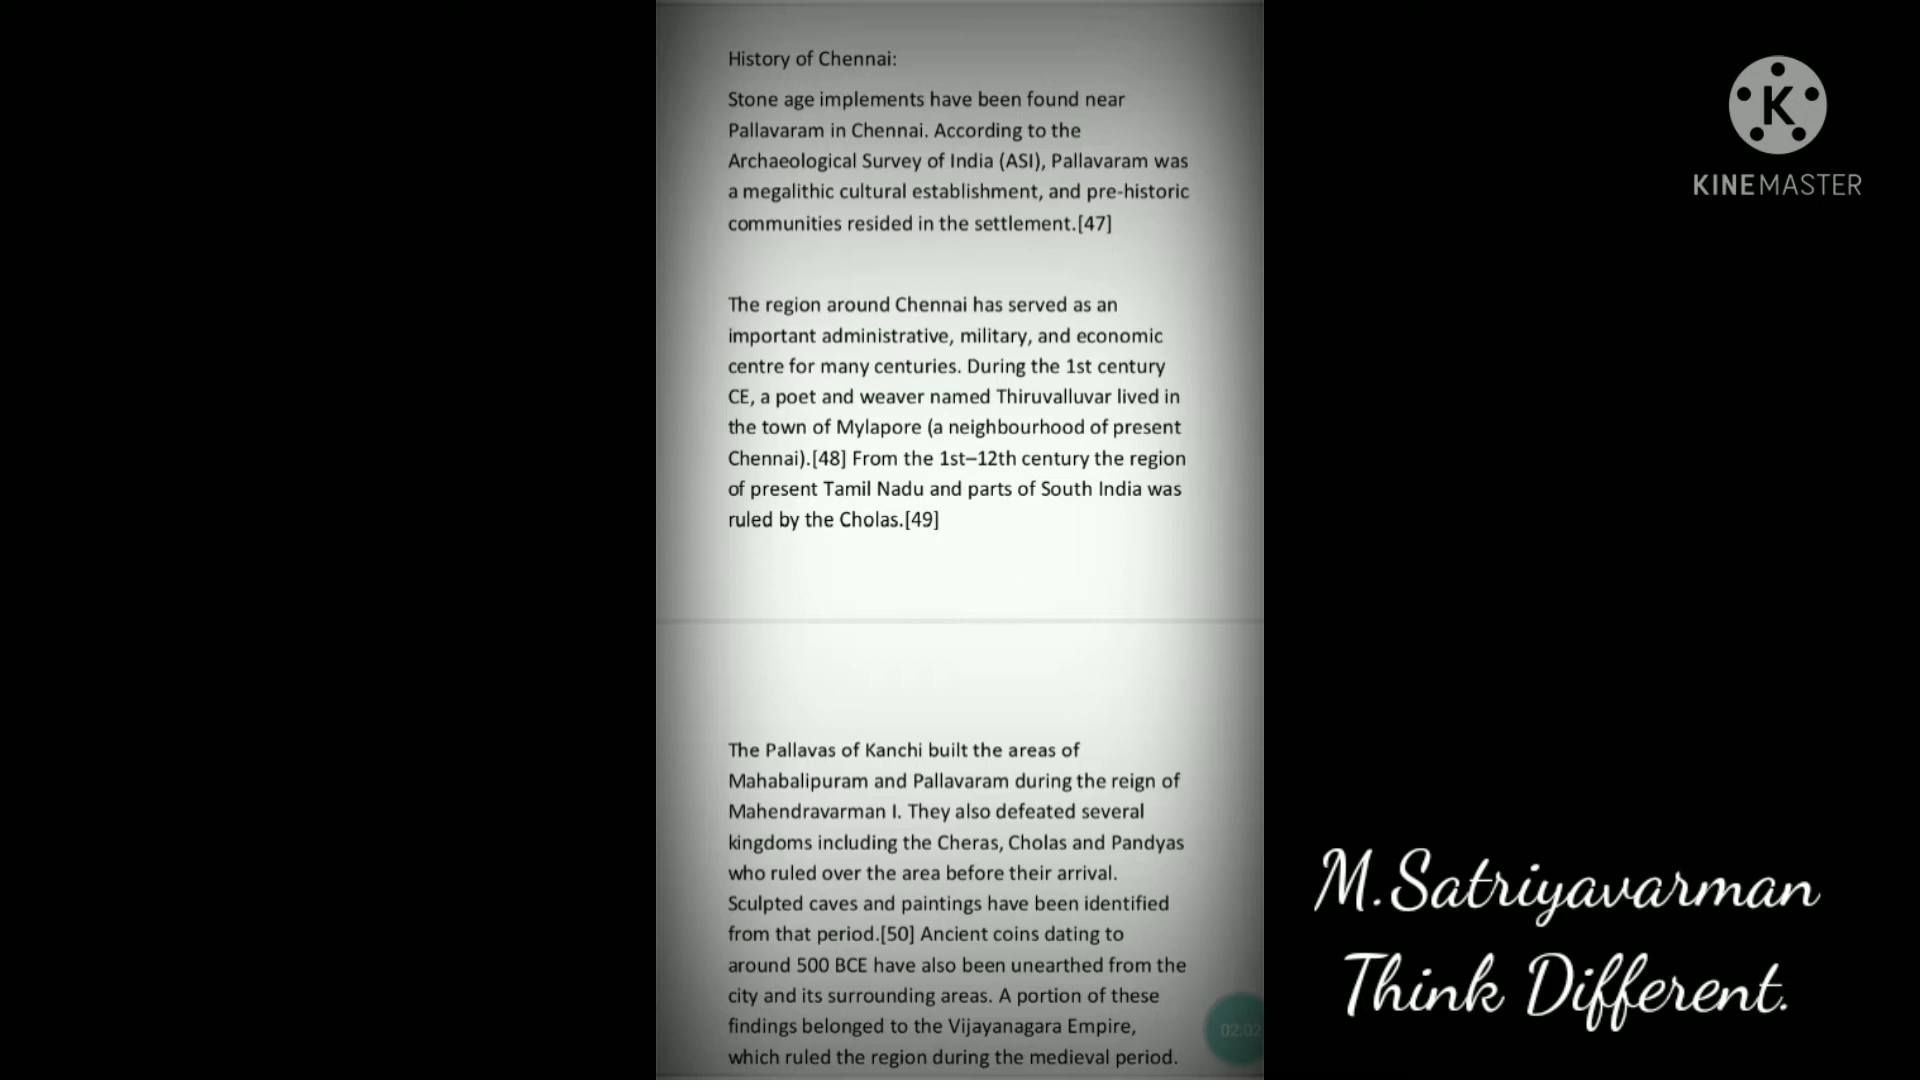 History of Chennai:
Stone age implements have been found near
Pallavaram in Chennai. According to the
Archaeological Survey of India (ASI), Pallavaram was
a megalithic cultural establishment, and pre-historic
communities resided in the settlement.[47]
The region around Chennai has served as an
important administrative, military, and economic
centre for many centuries. During the 1st century
CE, a poet and weaver named Thiruvalluvar lived in
the town of Mylapore (a neighbourhood of present
Chennai).[48] From the 1st–12th century the region
of present Tamil Nadu and parts of South India was
ruled by the Cholas.[49]
The Pallavas of Kanchi built the areas of
Mahabalipuram and Pallavaram during the reign of
Mahendravarman I. They also defeated several
kingdoms including the Cheras, Cholas and Pandyas
who ruled over the area before their arrival.
Sculpted caves and paintings have been identified
from that period.[50] Ancient coins dating to
around 500 BCE have also been unearthed from the
city and its surrounding areas. A portion of these
findings belonged to the Vijayanagara Empire,
which ruled the region during the medieval period.
02:02
K
KINEMASTER
M.Satriyavarman
Think Different.